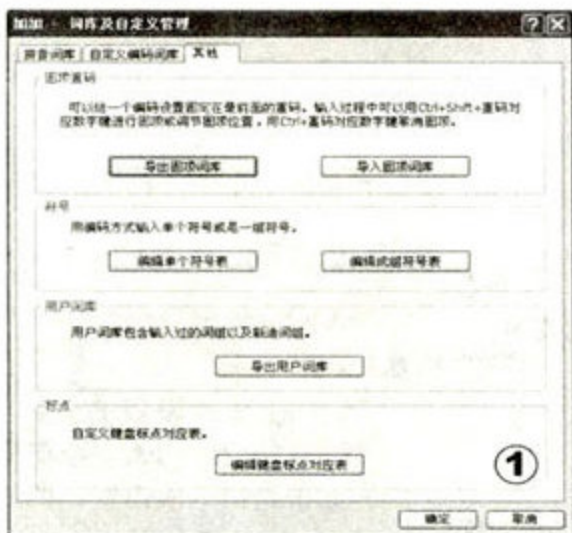 加加 - 词库及自定义管理
拼音词库 自定义编码词库 其他
固顶重码
可以给一个编码设置固定在最前面的重码。输入过程中可以用Ctrl+Shift+重码对
应数字键进行固顶或调节固顶位置，用Ctrl+重码对应数字键取消固顶。
导出固顶词库 导入固顶词库
符号
用编码方式输入单个符号或是一组符号。
编辑单个符号表 编辑成组符号表
用户词库
用户词库包含输入过的词组以及新造词组。
导出用户词库
标点
自定义键盘标点对应表。
编辑键盘标点对应表
①
确定 取消